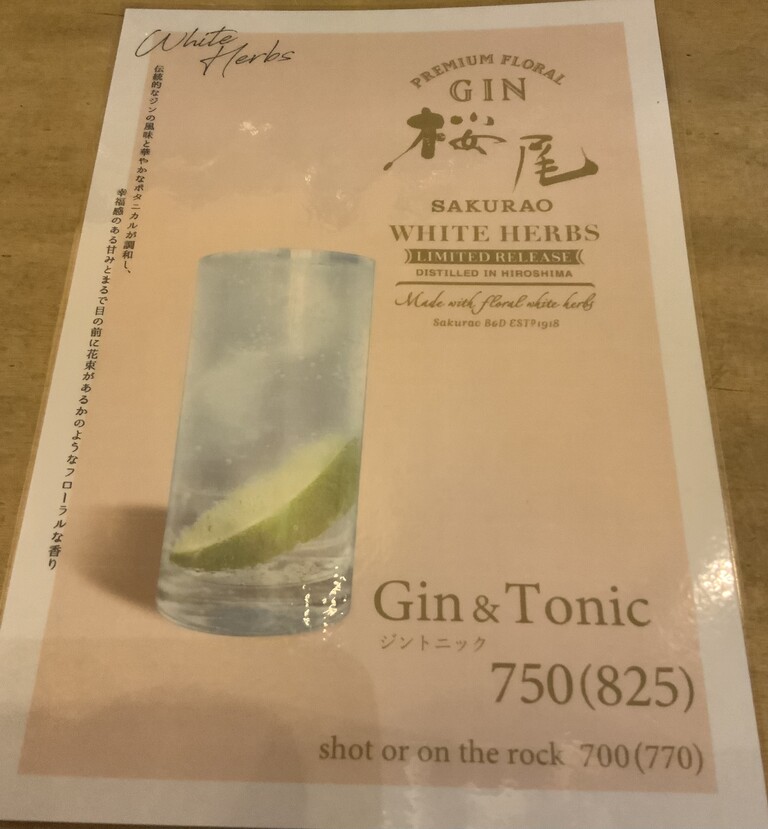 White
Herbs
伝統的なジンの風味と華やかなボタニカルが調和し、
幸福感のある甘みとまるで目の前に花束があるかのようなフローラルな香り
PREMIUM FLORAL
GIN
桜尾
SAKURAO
WHITE HERBS
LIMITED RELEASE
DISTILLED IN HIROSHIMA
Made with floral white herbs
Sakurao B&D ESTD1918
Gin & Tonic
ジントニック
750(825)
shot or on the rock 700(770)